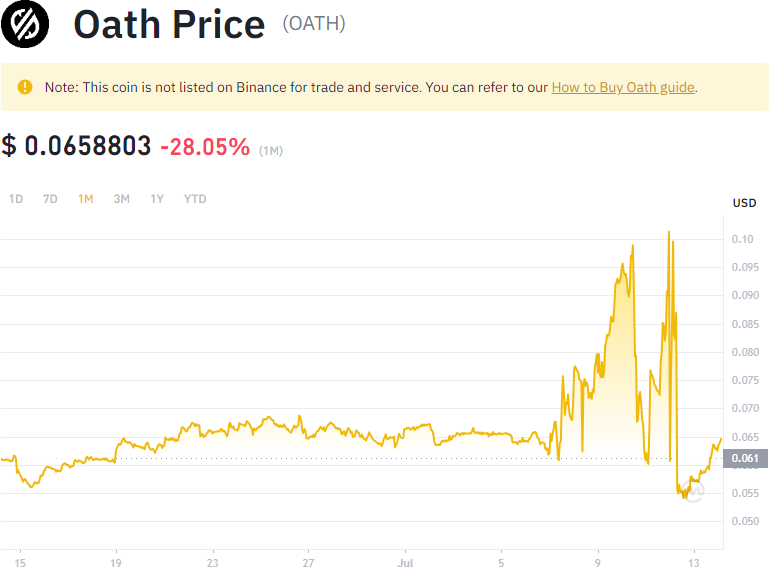 Oath Price (OATH)
Note: This coin is not listed on Binance for trade and service. You can refer to our How to Buy Oath guide.
$ 0.0658803 -28.05% (1M)
1D 7D 1M 3M 1Y YTD
USD
0.10
0.095
0.090
0.085
0.080
0.075
0.070
0.065
0.061
0.055
0.050
15 19 23 27 Jul 5 9 13